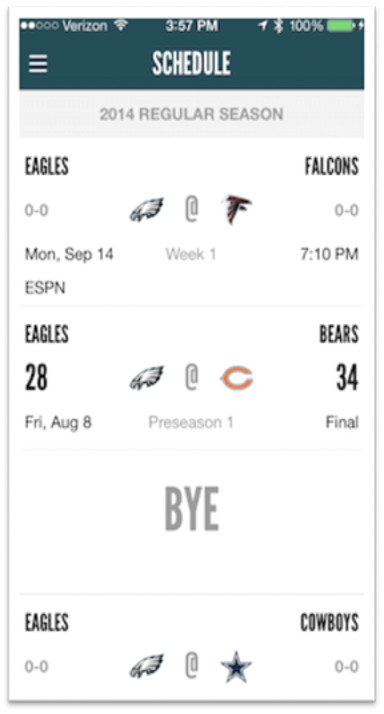 Verizon 3:57 PM 100%
SCHEDULE
2014 REGULAR SEASON
EAGLES FALCONS
0-0 @ 0-0
Mon, Sep 14 Week 1 7:10 PM
ESPN
EAGLES BEARS
28 @ C 34
Fri, Aug 8 Preseason 1 Final
BYE
EAGLES COWBOYS
0-0 @ 0-0